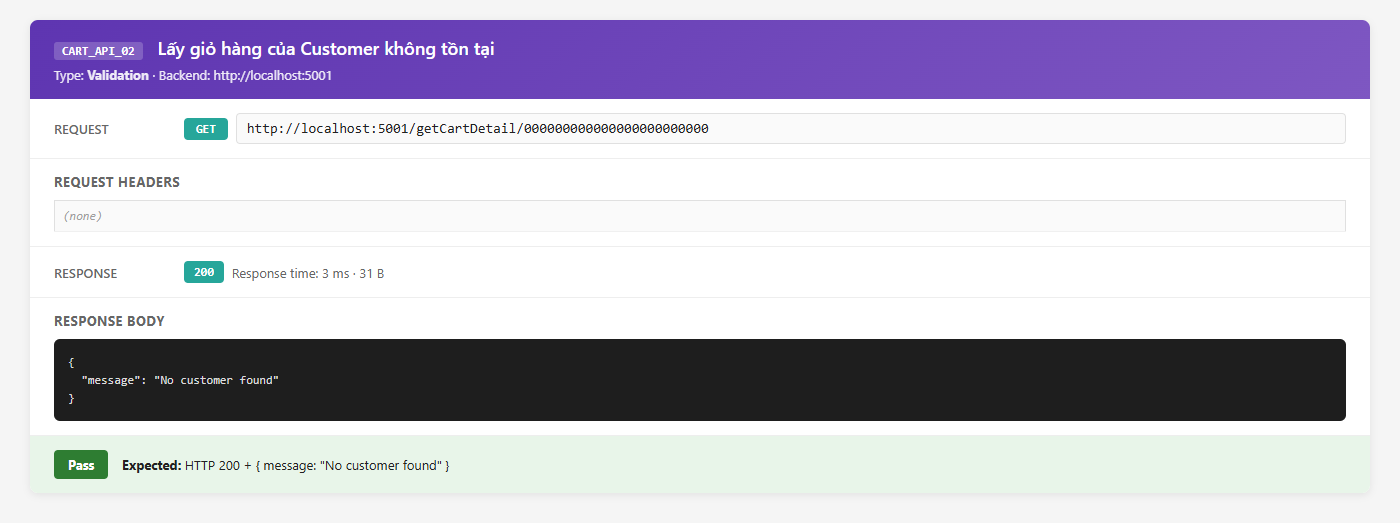 CART_API_02 Lấy giỏ hàng của Customer không tồn tại
Type: Validation · Backend: http://localhost:5001
REQUEST GET http://localhost:5001/getCartDetail/000000000000000000000000
REQUEST HEADERS
(none)
RESPONSE 200 Response time: 3 ms · 31 B
RESPONSE BODY
{
"message": "No customer found"
}
Pass Expected: HTTP 200 + { message: "No customer found" }